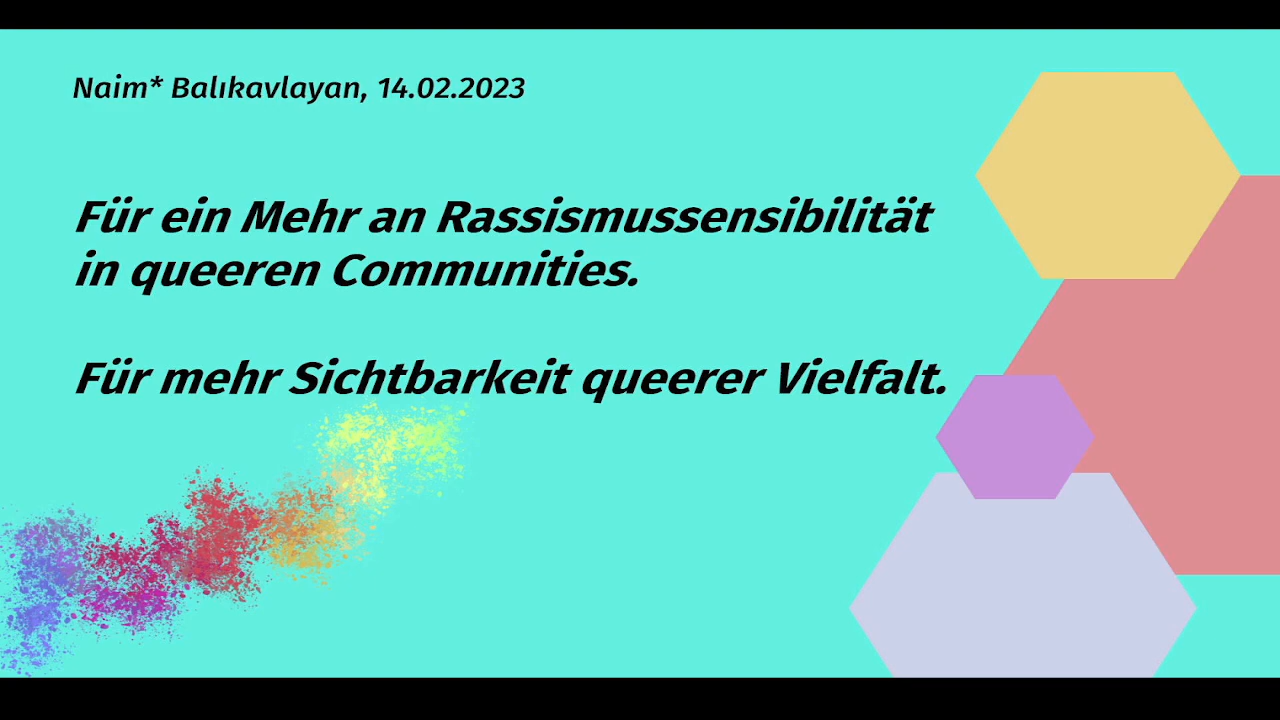 Naim* Balıkavlayan, 14.02.2023
Für ein Mehr an Rassismussensibilität
in queeren Communities.
Für mehr Sichtbarkeit queerer Vielfalt.